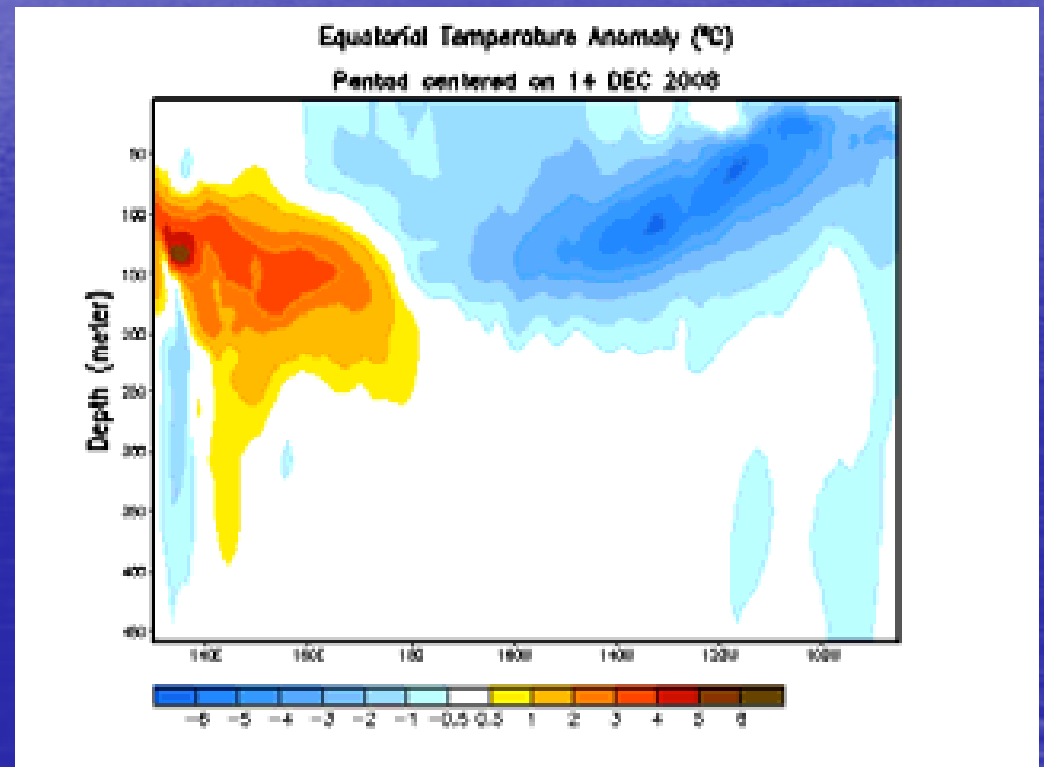 Equatorial Temperature Anomaly (°C)
Pentad centered on 14 DEC 2008
Depth (meter)
50
100
150
200
250
300
350
400
450
140E 160E 180 160W 140W 120W 100W
-6 -5 -4 -3 -2 -1 -0.5 0.5 1 2 3 4 5 6